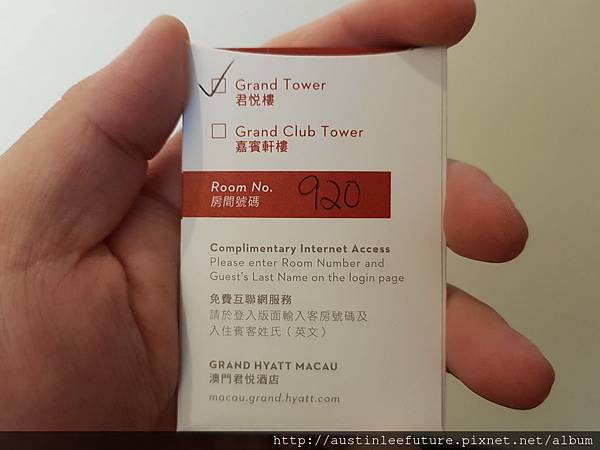 Grand Tower
君悅樓
Grand Club Tower
嘉賓軒樓
Room No. 920
房間號碼
Complimentary Internet Access
Please enter Room Number and
Guest's Last Name on the login page
免費互聯網服務
請於登入版面輸入客房號碼及
入住賓客姓氏（英文）
GRAND HYATT MACAU
澳門君悅酒店
macau.grand.hyatt.com
http://austinleefuture.pixnet.net/album